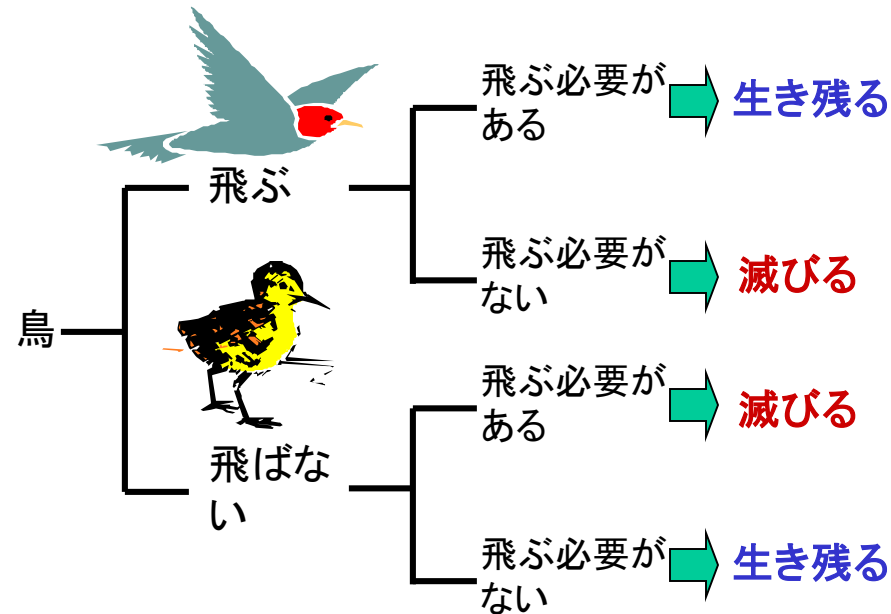 飛ぶ必要が
ある
生き残る
飛ぶ
飛ぶ必要が
ない
滅びる
鳥
飛ぶ必要が
ある
滅びる
飛ばな
い
飛ぶ必要が
ない
生き残る